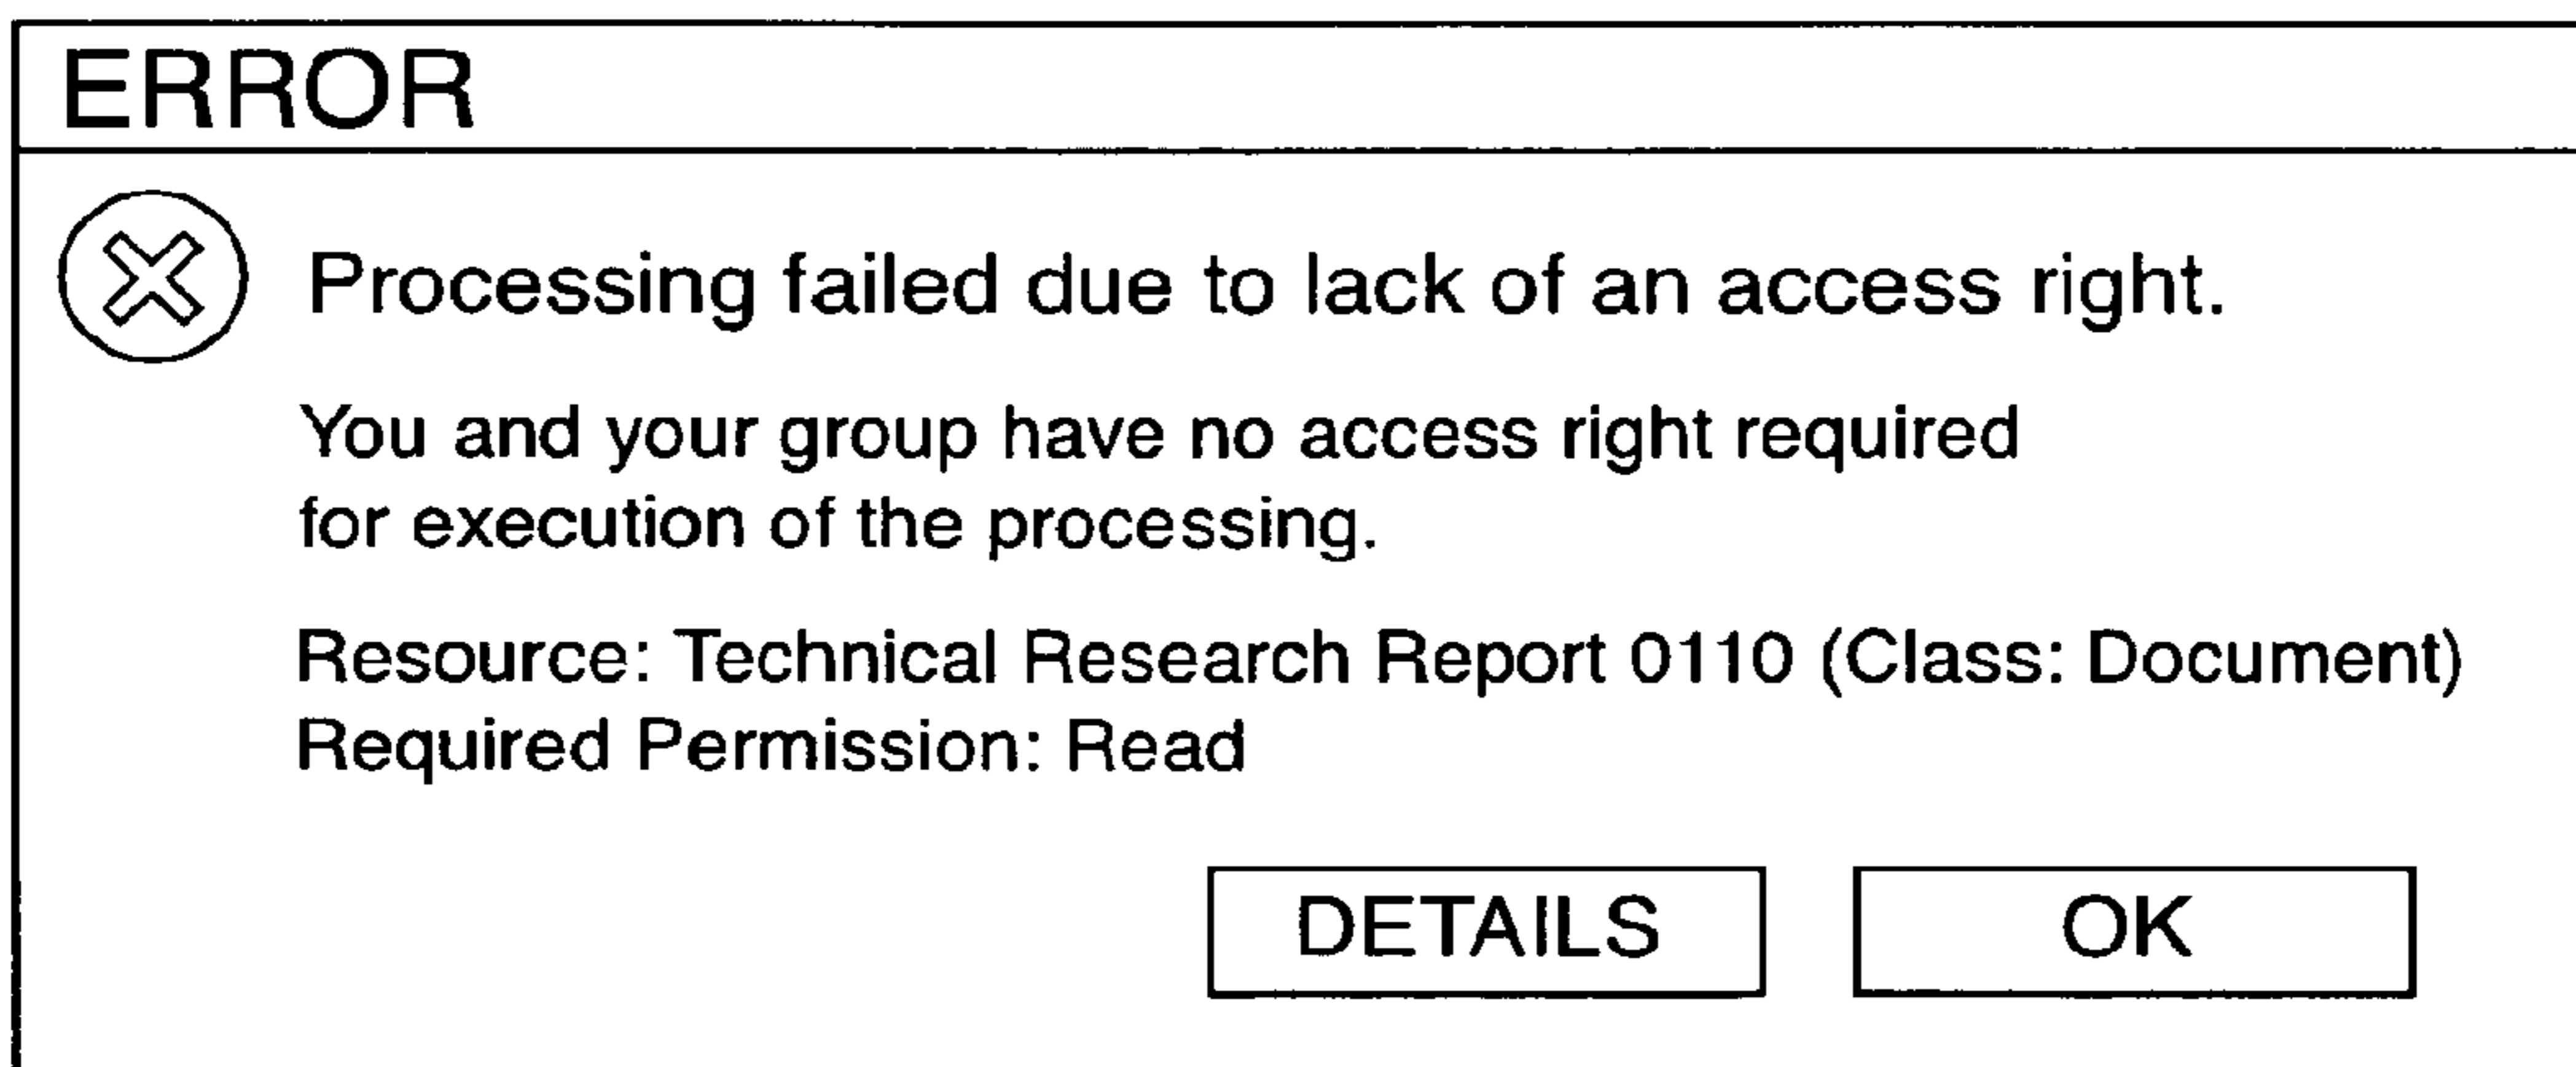 ERROR
Processing failed due to lack of an access right.
You and your group have no access right required
for execution of the processing.
Resource: Technical Research Report 0110 (Class: Document)
Required Permission: Read
DETAILS OK